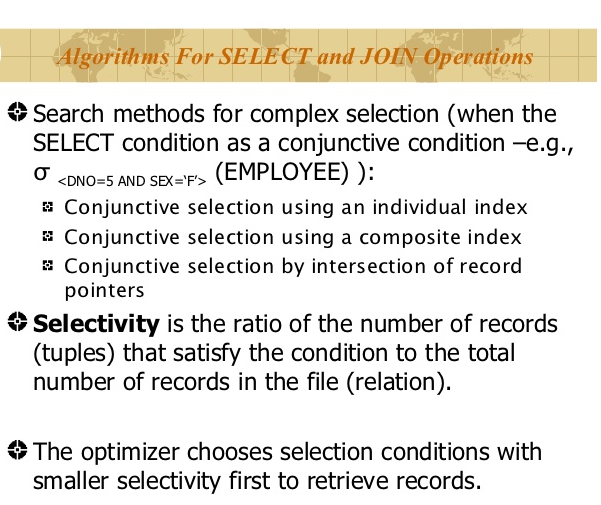 Algorithms For SELECT and JOIN Operations
Search methods for complex selection (when the
SELECT condition as a conjunctive condition –e.g.,
σ <DNO=5 AND SEX='F'> (EMPLOYEE) ):
Conjunctive selection using an individual index
Conjunctive selection using a composite index
Conjunctive selection by intersection of record
pointers
Selectivity is the ratio of the number of records
(tuples) that satisfy the condition to the total
number of records in the file (relation).
The optimizer chooses selection conditions with
smaller selectivity first to retrieve records.